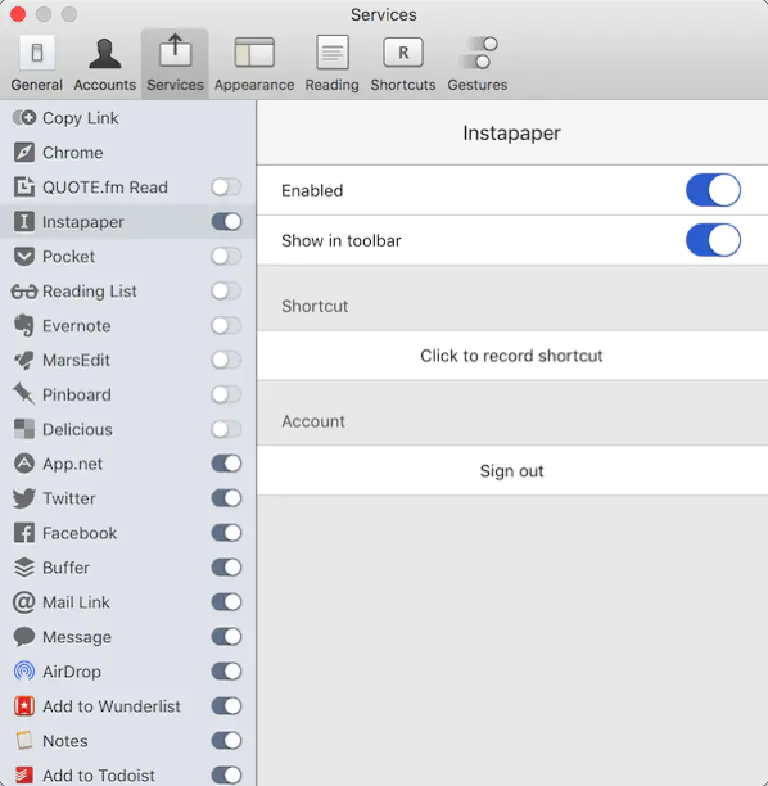 Services
General
Accounts
Services
Appearance
Reading
R
Shortcuts
Gestures
Copy Link
Chrome
QUOTE.fm Read
Instapaper
Pocket
Reading List
Evernote
MarsEdit
Pinboard
Delicious
App.net
Twitter
Facebook
Buffer
Mail Link
Message
AirDrop
Add to Wunderlist
Notes
Add to Todoist
Instapaper
Enabled
Show in toolbar
Shortcut
Click to record shortcut
Account
Sign out